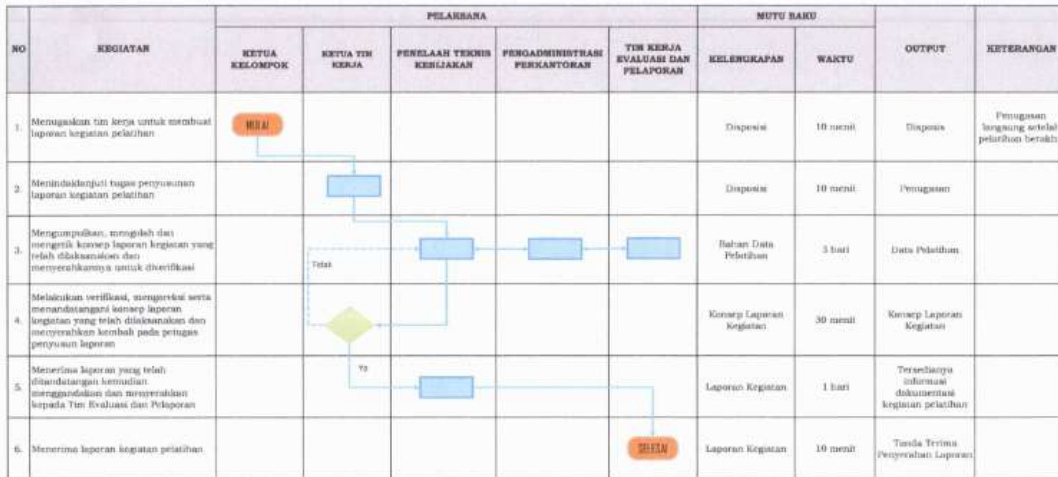 PELAKSANA
MUTU BAKU
NO
KEGIATAN
KETUA
KELOMPOK
KETUA TIM
KERJA
PENELAAH TEKNIS
KEBIJAKAN
PENGADMINISTRASI
PERKANTORAN
TIM KERJA
EVALUASI DAN
PELAPORAN
KELENGKAPAN
WAKTU
OUTPUT
KETERANGAN
1.
Menugaskan tim kerja untuk membuat
laporan kegiatan pelatihan
MULAI
Disposisi
10 menit
Disposis
Penugasan
langsung setelah
pelatihan berakhi
2.
Menindaklanjuti tugas penyusunan
laporan kegiatan pelatihan
Disposisi
10 menit
Penugasan
3.
Mengumpulkan, mengolah dan
mengetik konsep laporan kegiatan yang
telah dilaksanakan dan
menyerahkannya untuk diverifikasi
Tidak
Bahan Data
Pelatihan
3 hari
Data Pelatihan
4.
Melakukan verifikasi, mengoreksi serta
menandatangani konsep laporan
kegiatan yang telah dilaksanakan dan
menyerahkan kembali pada petugas
penyusun laporan
Konsep Laporan
Kegiatan
30 menit
Konsep Laporan
Kegiatan
Ya
5.
Menerima laporan yang telah
ditandatangan kemudian
menggandakan dan menyerahkan
kepada Tim Evaluasi dan Pelaporan
Laporan Kegiatan
1 hari
Tersedianya
informasi
dokumentasi
kegiatan pelatihan
6.
Menerima laporan kegiatan pelatihan
SELESAI
Laporan Kegiatan
10 menit
Tanda Terima
Penyerahan Laporan